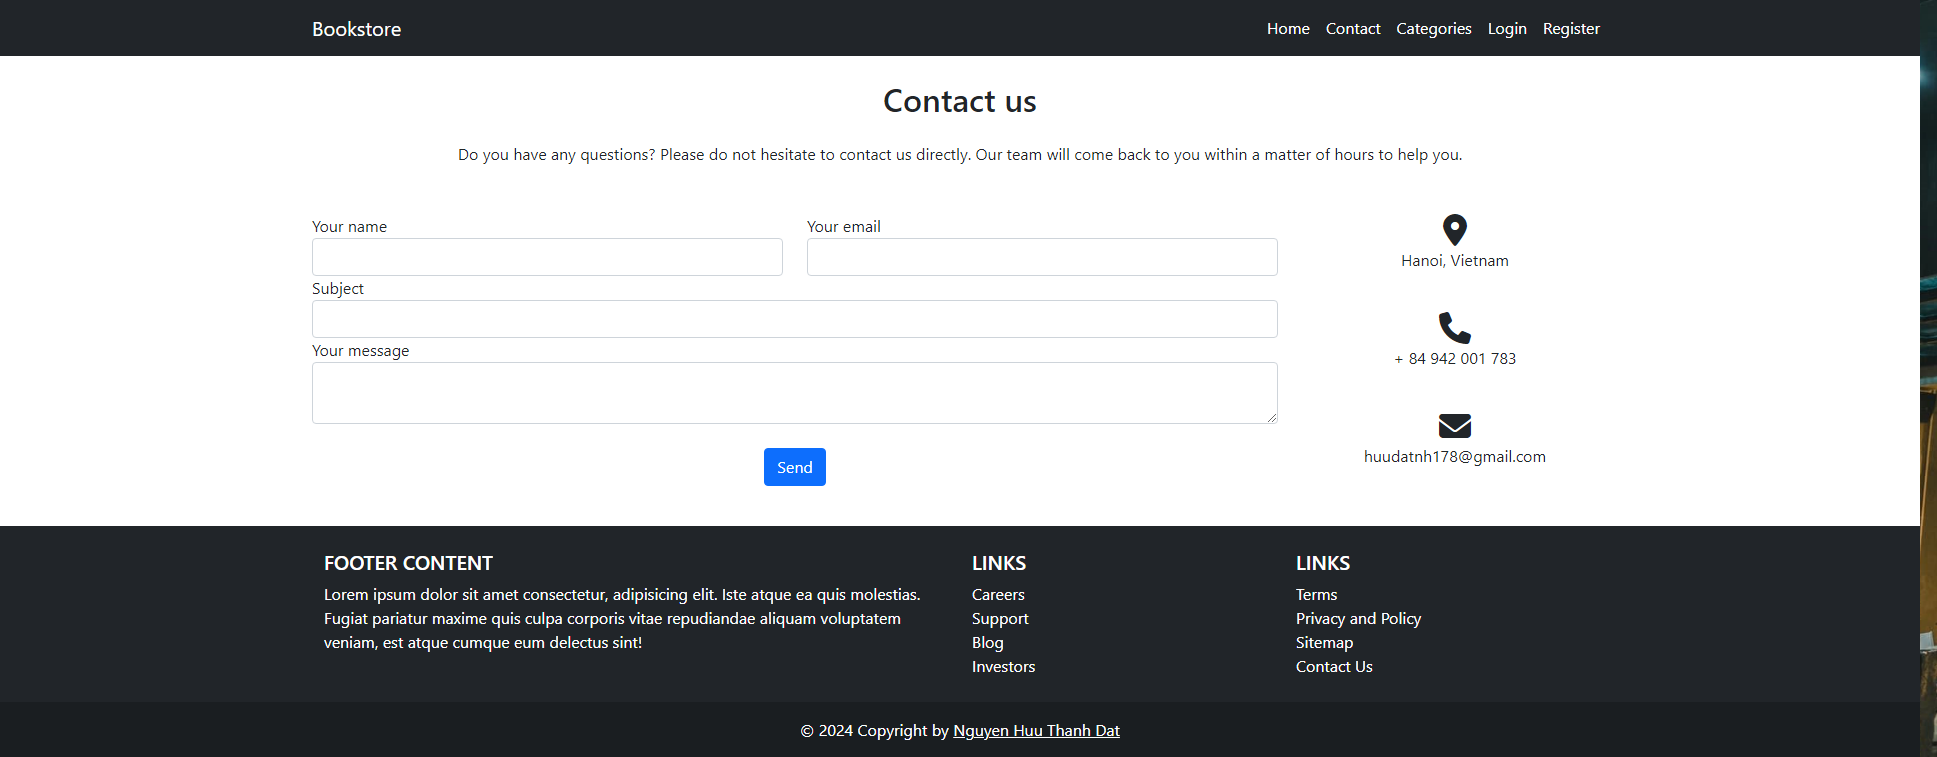 Bookstore
Home Contact Categories Login Register
Contact us
Do you have any questions? Please do not hesitate to contact us directly. Our team will come back to you within a matter of hours to help you.
Your name
Your email
Subject
Your message
Send
Hanoi, Vietnam
+ 84 942 001 783
huudatnh178@gmail.com
FOOTER CONTENT
Lorem ipsum dolor sit amet consectetur, adipisicing elit. Iste atque ea quis molestias.
Fugiat pariatur maxime quis culpa corporis vitae repudiandae aliquam voluptatem
veniam, est atque cumque eum delectus sint!
LINKS
Careers
Support
Blog
Investors
LINKS
Terms
Privacy and Policy
Sitemap
Contact Us
© 2024 Copyright by Nguyen Huu Thanh Dat